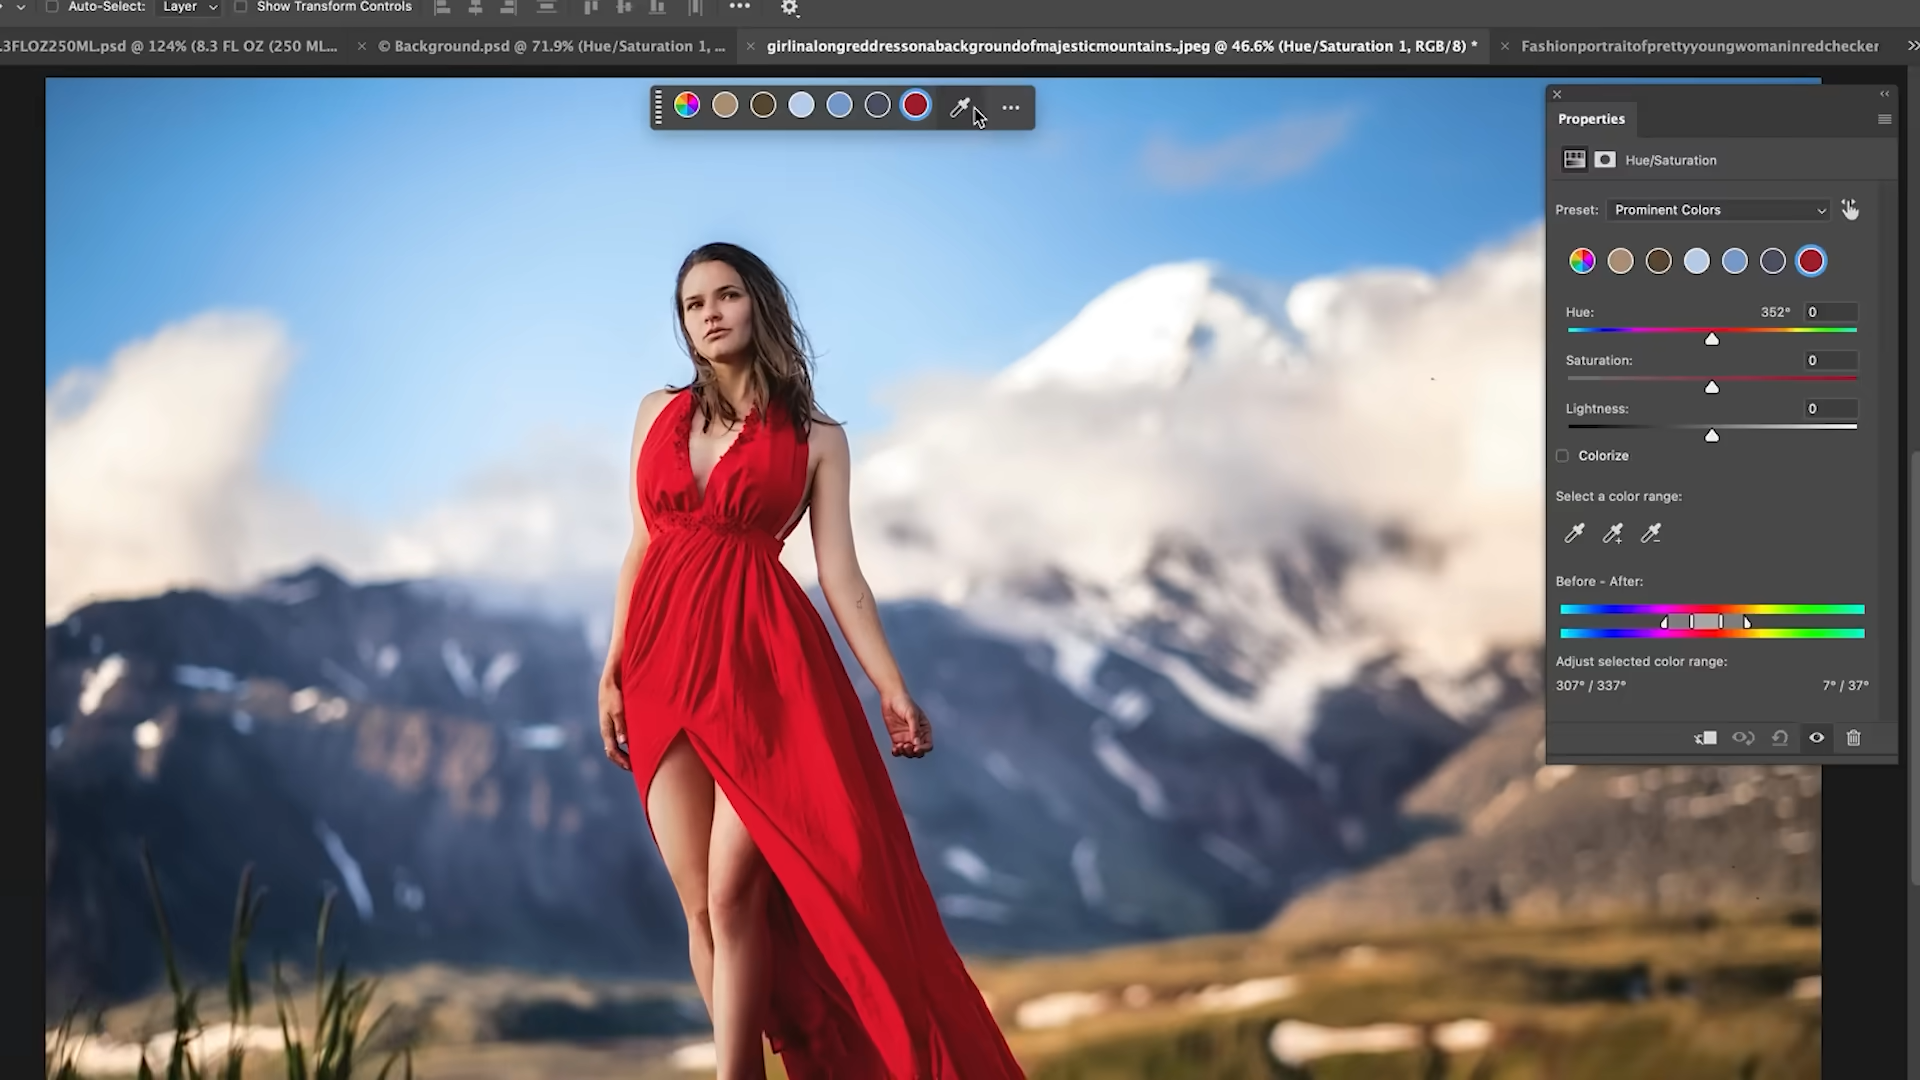 Auto-Select: Layer Show Transform Controls
.3FLOZ250ML.psd @ 124% (8.3 FL OZ (250 ML... © Background.psd @ 71.9% (Hue/Saturation 1, ... girlinalongreddressonabackgroundofmajesticmountains..jpeg @ 46.6% (Hue/Saturation 1, RGB/8) * Fashionportraitofprettyyoungwomaninredchecker
Properties
Hue/Saturation
Preset: Prominent Colors
Hue: 352° 0
Saturation: 0
Lightness: 0
Colorize
Select a color range:
Before - After:
Adjust selected color range:
307° / 337° 7° / 37°